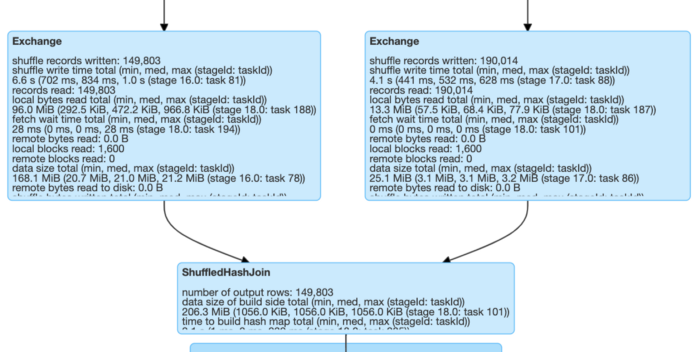 Exchange
shuffle records written: 149,803
shuffle write time total (min, med, max (stageId: taskId))
6.6 s (702 ms, 834 ms, 1.0 s (stage 16.0: task 81))
records read: 149,803
local bytes read total (min, med, max (stageId: taskId))
96.0 MiB (292.5 KiB, 472.2 KiB, 966.8 KiB (stage 18.0: task 188))
fetch wait time total (min, med, max (stageId: taskId))
28 ms (0 ms, 0 ms, 28 ms (stage 18.0: task 194))
remote bytes read: 0.0 B
local blocks read: 1,600
remote blocks read: 0
data size total (min, med, max (stageId: taskId))
168.1 MiB (20.7 MiB, 21.0 MiB, 21.2 MiB (stage 16.0: task 78))
remote bytes read to disk: 0.0 B
Exchange
shuffle records written: 190,014
shuffle write time total (min, med, max (stageId: taskId))
4.1 s (441 ms, 532 ms, 628 ms (stage 17.0: task 88))
records read: 190,014
local bytes read total (min, med, max (stageId: taskId))
13.3 MiB (57.5 KiB, 68.4 KiB, 77.9 KiB (stage 18.0: task 187))
fetch wait time total (min, med, max (stageId: taskId))
0 ms (0 ms, 0 ms, 0 ms (stage 18.0: task 101))
remote bytes read: 0.0 B
local blocks read: 1,600
remote blocks read: 0
data size total (min, med, max (stageId: taskId))
25.1 MiB (3.1 MiB, 3.1 MiB, 3.2 MiB (stage 17.0: task 86))
remote bytes read to disk: 0.0 B
ShuffledHashJoin
number of output rows: 149,803
data size of build side total (min, med, max (stageId: taskId))
206.3 MiB (1056.0 KiB, 1056.0 KiB, 1056.0 KiB (stage 18.0: task 101))
time to build hash map total (min, med, max (stageId: taskId))